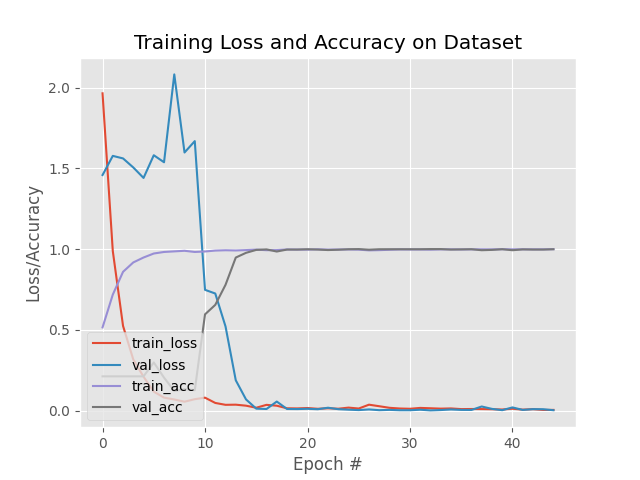 Training Loss and Accuracy on Dataset
Loss/Accuracy
2.0
1.5
1.0
0.5
0.0
train_loss
val_loss
train_acc
val_acc
0
10
20
30
40
Epoch #